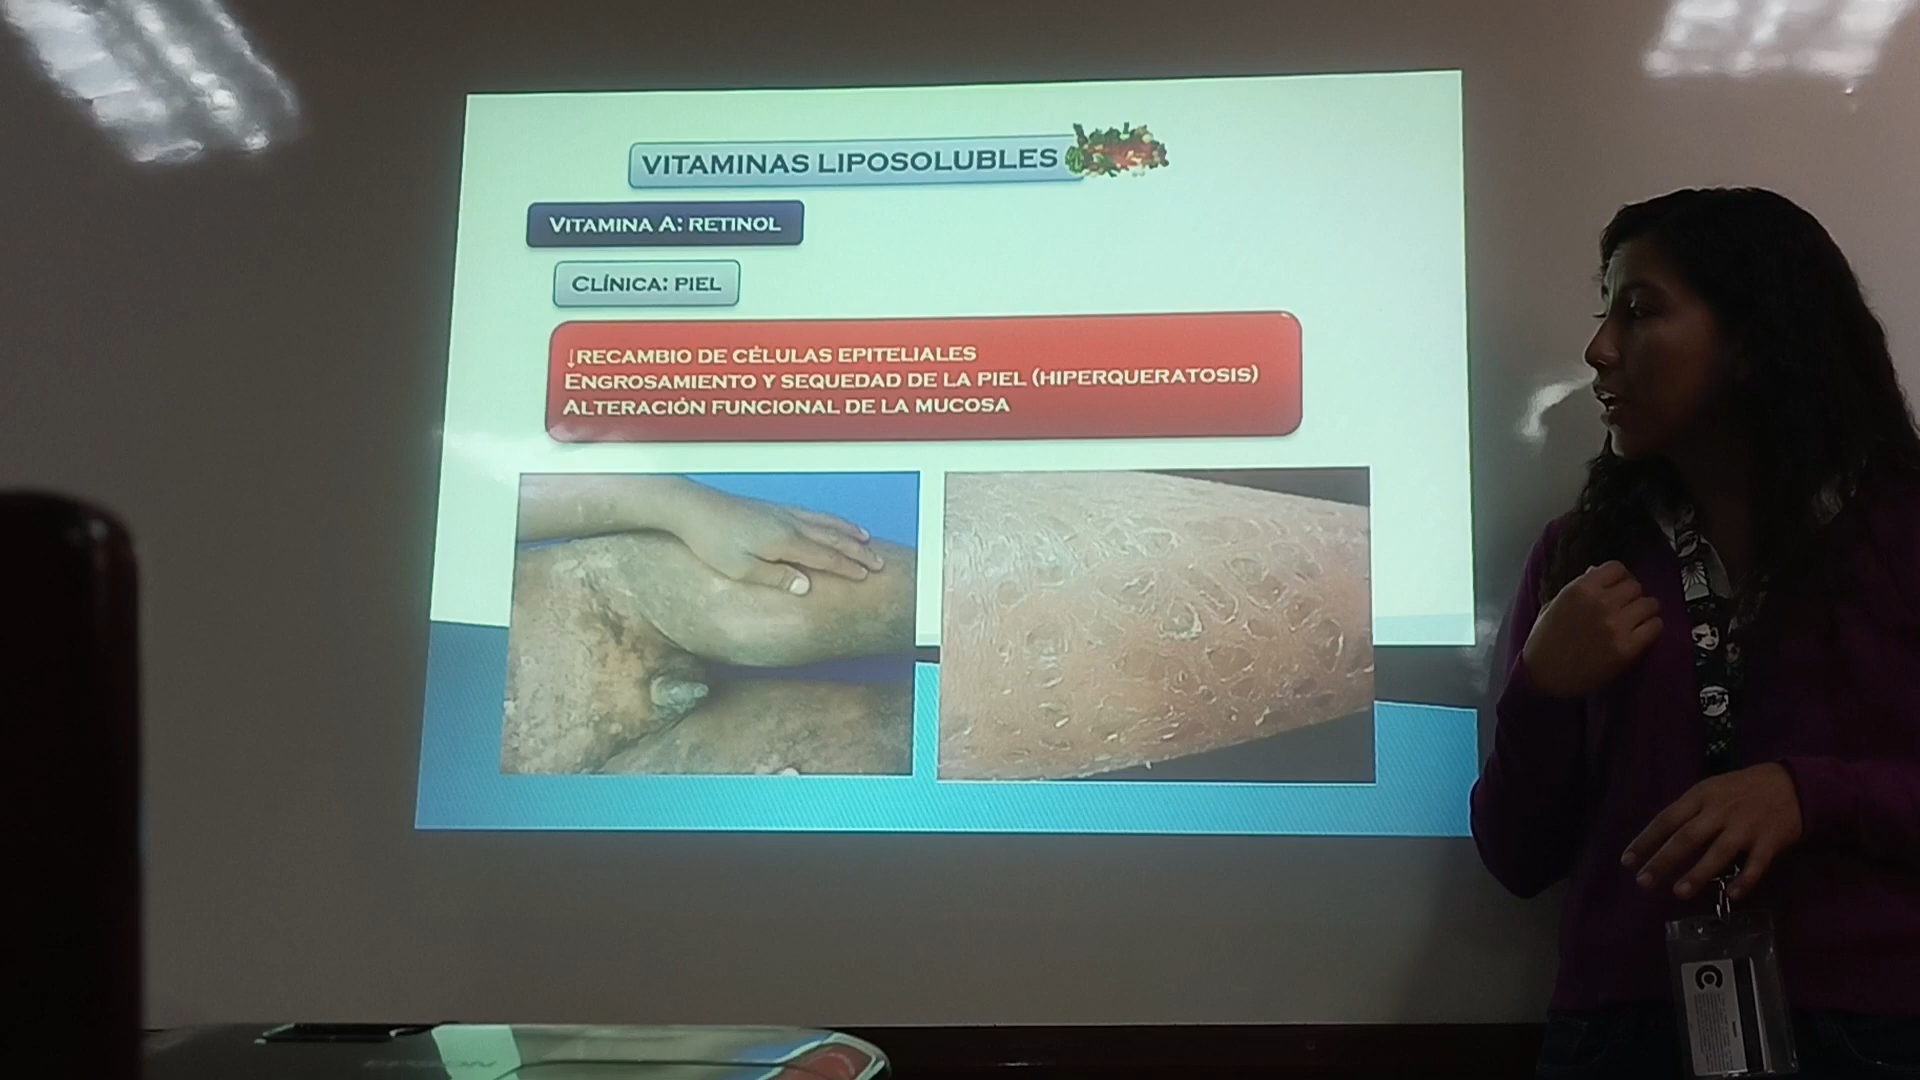 VITAMINAS LIPOSOLUBLES
VITAMINA A: RETINOL
CLÍNICA: PIEL
↓RECAMBIO DE CÉLULAS EPITELIALES
ENGROSAMIENTO Y SEQUEDAD DE LA PIEL (HIPERQUERATOSIS)
ALTERACIÓN FUNCIONAL DE LA MUCOSA
EPSON